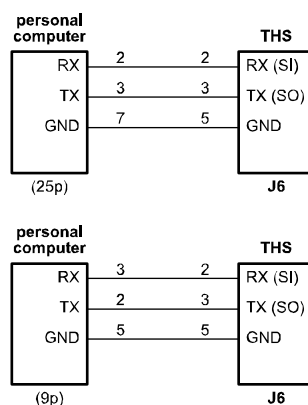 personal
computer
THS
RX 2 2 RX (SI)
TX 3 3 TX (SO)
GND 7 5 GND
(25p) J6
personal
computer
THS
RX 3 2 RX (SI)
TX 2 3 TX (SO)
GND 5 5 GND
(9p) J6